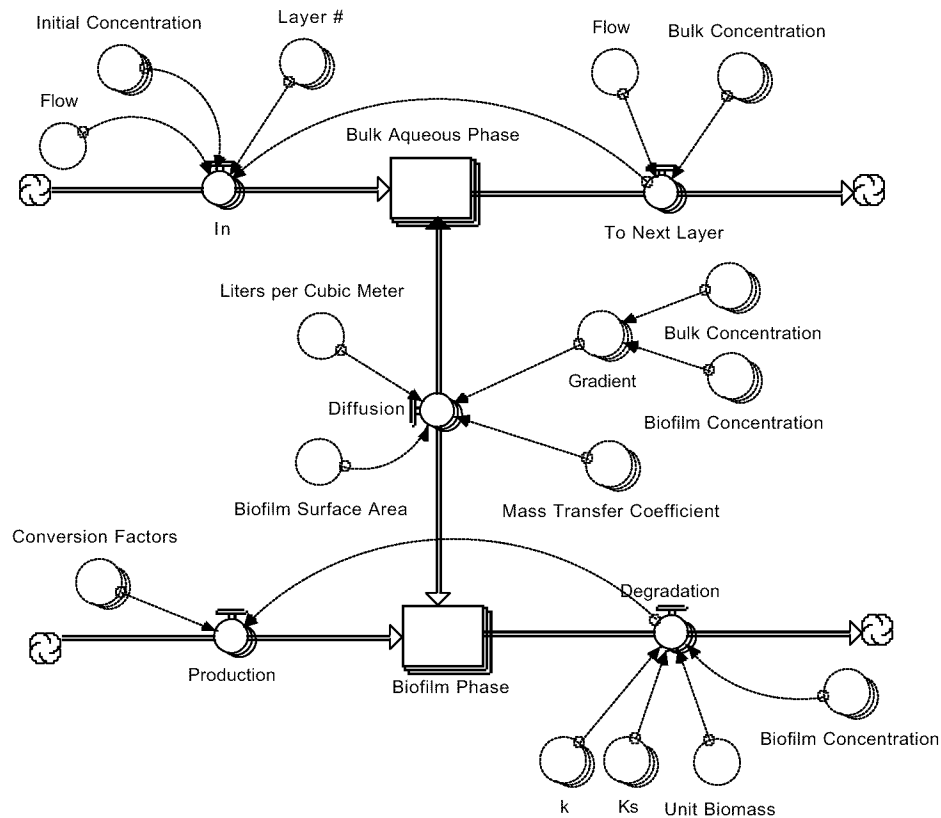 Initial Concentration
Layer #
Flow
Bulk Concentration
Flow
Bulk Aqueous Phase
In
To Next Layer
Liters per Cubic Meter
Bulk Concentration
Gradient
Diffusion
Biofilm Concentration
Biofilm Surface Area
Mass Transfer Coefficient
Conversion Factors
Degradation
Production
Biofilm Phase
Biofilm Concentration
k
Ks
Unit Biomass